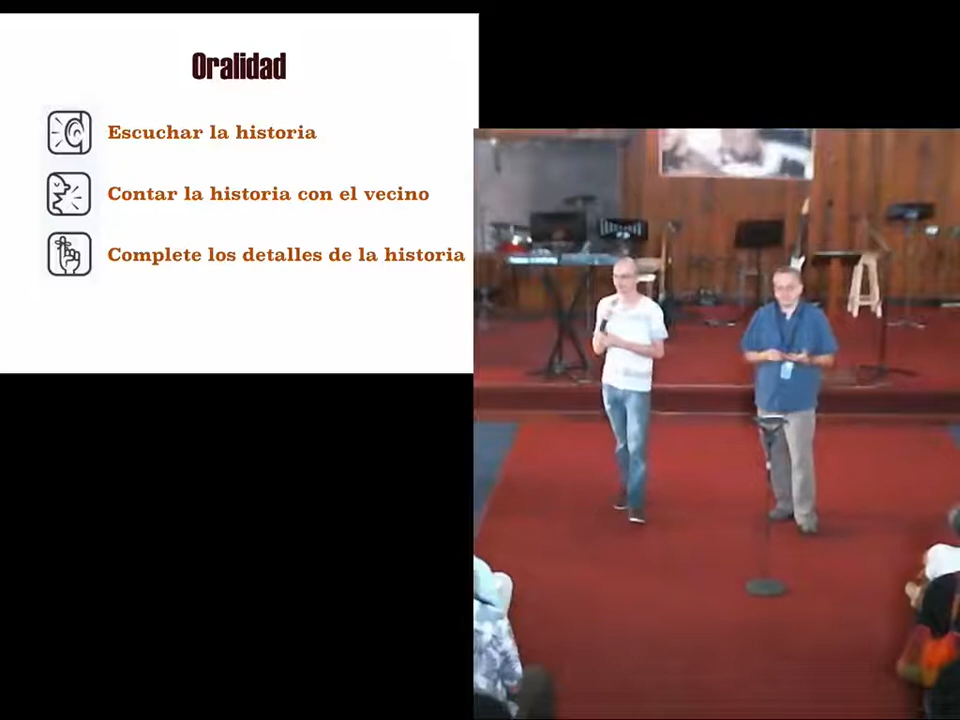 Oralidad
Escuchar la historia
Contar la historia con el vecino
Complete los detalles de la historia